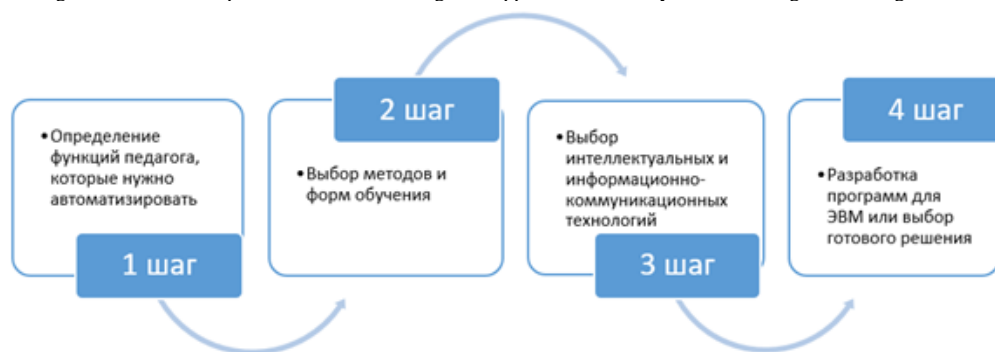 •Определение
функций педагога,
которые нужно
автоматизировать
1 шаг
2 шаг
•Выбор методов и
форм обучения
•Выбор
интеллектуальных и
информационно-
коммуникационных
технологий
3 шаг
4 шаг
•Разработка
программ для
ЭВМ или выбор
готового решения